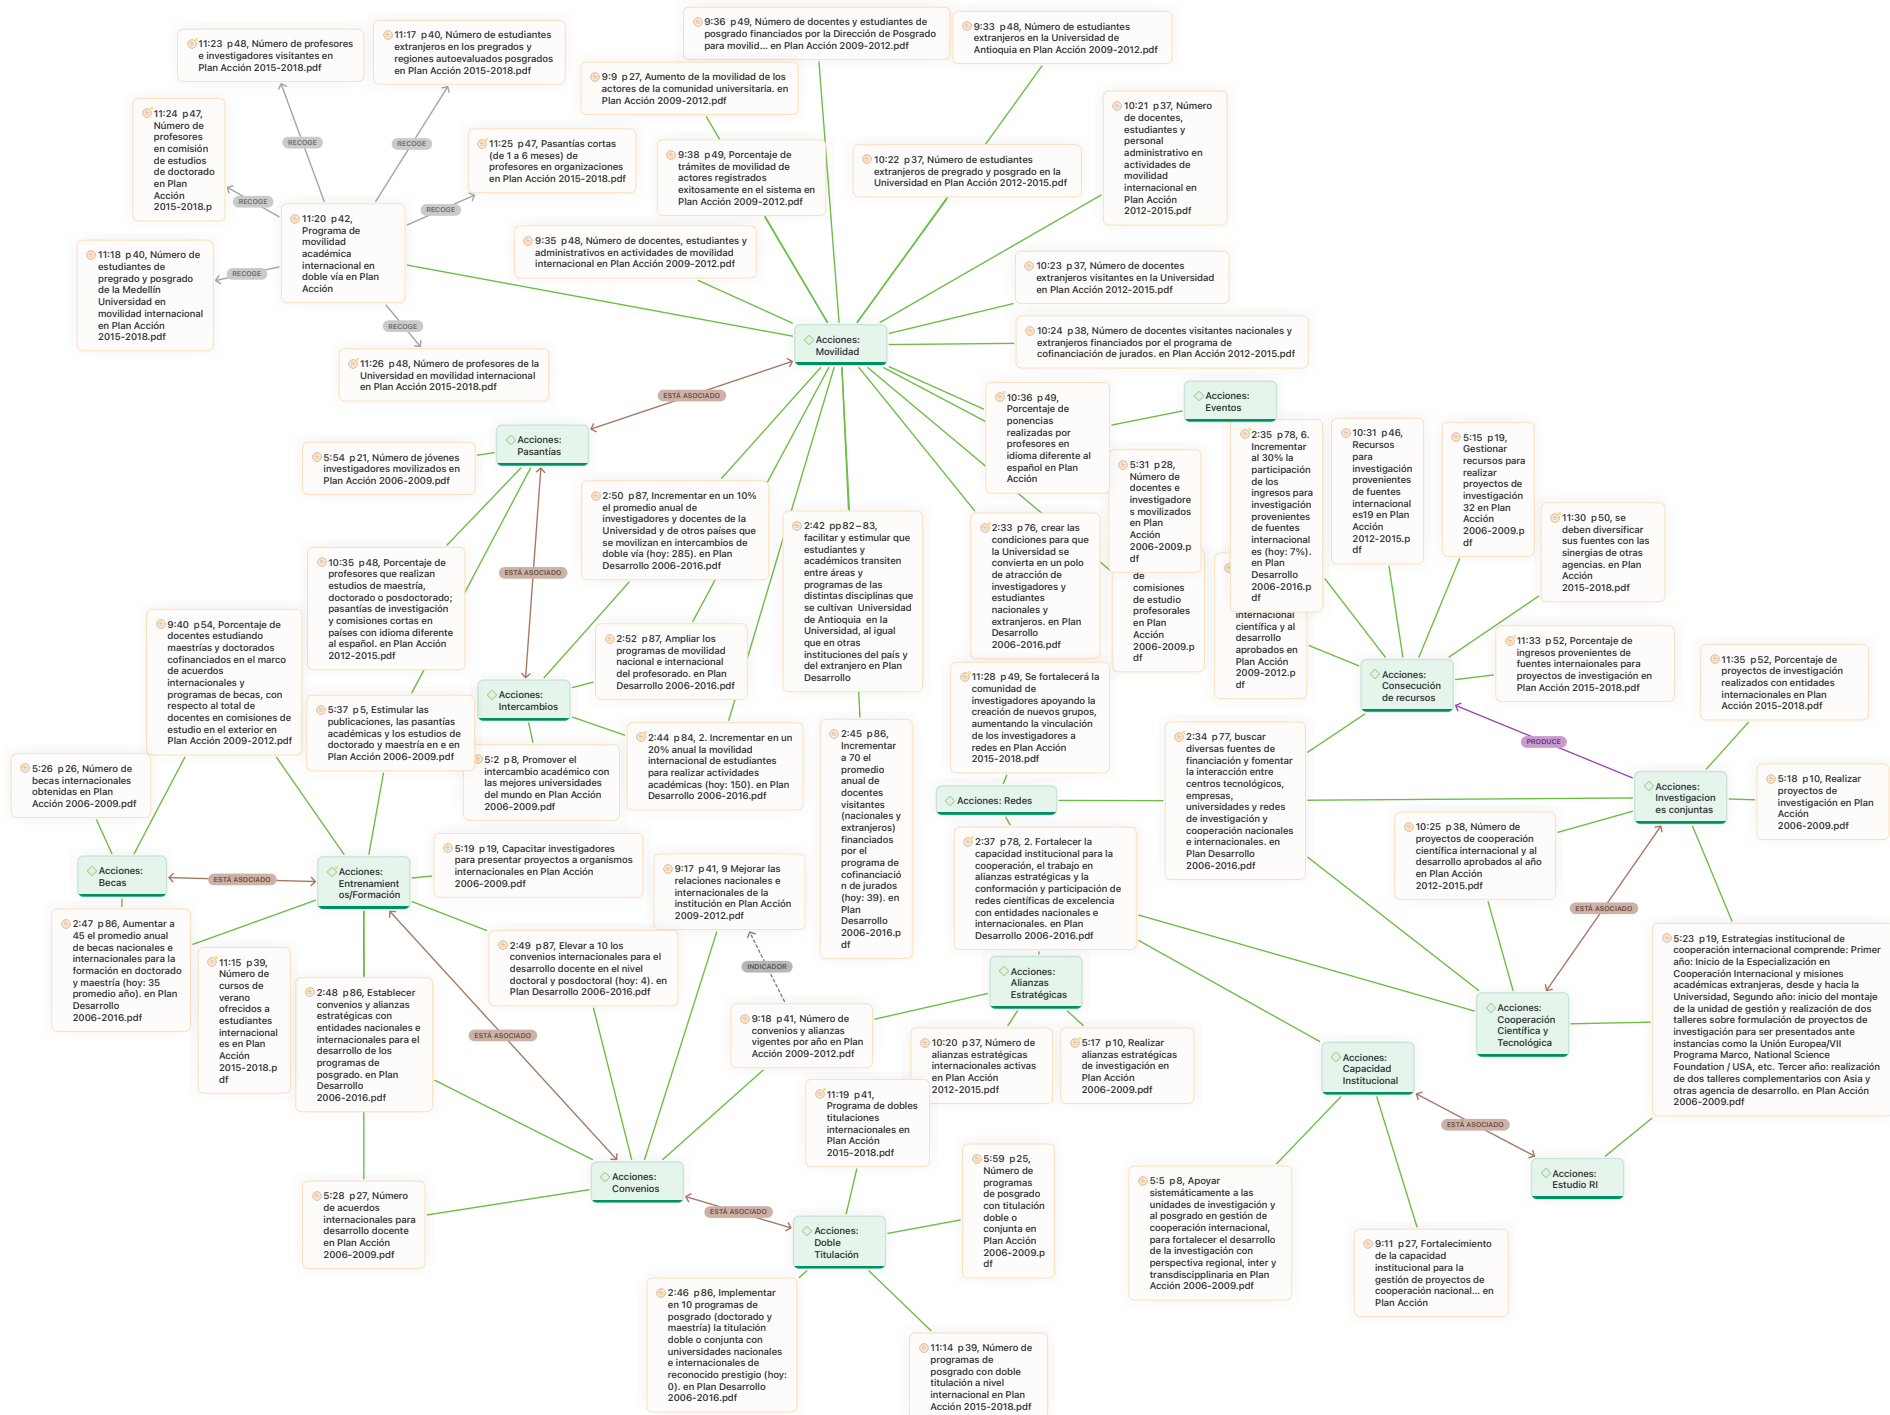 9:36 p49, Número de docentes y estudiantes de
posgrado financiados por la Dirección de Posgrado
para movilid... en Plan Acción 2009-2012.pdf
9:33 p48, Número de estudiantes
extranjeros en la Universidad de
Antioquia en Plan Acción 2009-2012.pdf
11:23 p48, Número de profesores
e investigadores visitantes en
Plan Acción 2015-2018.pdf
11:17 p40, Número de estudiantes
extranjeros en los pregrados y
regiones autoevaluados posgrados
en Plan Acción 2015-2018.pdf
9:9 p27, Aumento de la movilidad de los
actores de la comunidad universitaria. en
Plan Acción 2009-2012.pdf
11:24 p47,
Número de
profesores
en comisión
de estudios
de doctorado
en Plan
Acción
2015-2018.p
RECOGE
RECOGE
11:25 p47, Pasantías cortas
(de 1 a 6 meses) de
profesores en organizaciones
en Plan Acción 2015-2018.pdf
9:38 p49, Porcentaje de
trámites de movilidad de
actores registrados
exitosamente en el sistema en
Plan Acción 2009-2012.pdf
10:22 p37, Número de estudiantes
extranjeros de pregrado y posgrado en la
Universidad en Plan Acción 2012-2015.pdf
10:21 p37, Número
de docentes,
estudiantes y
personal
administrativo en
actividades de
movilidad
internacional en
Plan Acción
2012-2015.pdf
RECOGE
RECOGE
11:20 p42,
Programa de
movilidad
académica
internacional en
doble vía en Plan
Acción
11:18 p40, Número de
estudiantes de
pregrado y posgrado
de la Medellín
Universidad en
movilidad internacional
en Plan Acción
2015-2018.pdf
RECOGE
9:35 p48, Número de docentes, estudiantes y
administrativos en actividades de movilidad
internacional en Plan Acción 2009-2012.pdf
10:23 p37, Número de docentes
extranjeros visitantes en la Universidad
en Plan Acción 2012-2015.pdf
RECOGE
11:26 p48, Número de profesores de la
Universidad en movilidad internacional
en Plan Acción 2015-2018.pdf
Acciones:
Movilidad
10:24 p38, Número de docentes visitantes nacionales y
extranjeros financiados por el programa de
cofinanciación de jurados. en Plan Acción 2012-2015.pdf
ESTÁ ASOCIADO
10:36 p49,
Porcentaje de
ponencias
realizadas por
profesores en
idioma diferente al
español en Plan
Acción
Acciones:
Eventos
Acciones:
Pasantías
5:54 p21, Número de jóvenes
investigadores movilizados en
Plan Acción 2006-2009.pdf
2:35 p78, 6.
Incrementar
al 30% la
participación
de los
ingresos para
investigación
provenientes
de fuentes
internacional
es (hoy: 7%).
en Plan
Desarrollo
2006-2016.p
df
10:31 p46,
Recursos
para
investigación
provenientes
de fuentes
internacional
es19 en Plan
Acción
2012-2015.p
df
5:15 p19,
Gestionar
recursos para
realizar
proyectos de
investigación
32 en Plan
Acción
2006-2009.p
df
5:31 p28,
Número de
docentes e
investigadore
s movilizados
en Plan
Acción
2006-2009.p
df
de
comisiones
de estudio
profesorales
en Plan
Acción
2006-2009.p
df
internacional
científica y al
desarrollo
aprobados en
Plan Acción
2009-2012.p
df
11:30 p50, se
deben diversificar
sus fuentes con las
sinergias de otras
agencias. en Plan
Acción
2015-2018.pdf
2:50 p87, Incrementar en un 10%
el promedio anual de
investigadores y docentes de la
Universidad y de otros países que
se movilizan en intercambios de
doble vía (hoy: 285). en Plan
Desarrollo 2006-2016.pdf
2:42 pp82–83,
facilitar y estimular que
estudiantes y
académicos transiten
entre áreas y
programas de las
distintas disciplinas que
se cultivan Universidad
de Antioquia en la
Universidad, al igual
que en otras
instituciones del país y
del extranjero en Plan
Desarrollo
2:33 p76, crear las
condiciones para que
la Universidad se
convierta en un polo
de atracción de
investigadores y
estudiantes
nacionales y
extranjeros. en Plan
Desarrollo
2006-2016.pdf
ESTÁ ASOCIADO
10:35 p48, Porcentaje de
profesores que realizan
estudios de maestría,
doctorado o posdoctorado;
pasantías de investigación
y comisiones cortas en
países con idioma diferente
al español. en Plan Acción
2012-2015.pdf
9:40 p54, Porcentaje de
docentes estudiando
maestrías y doctorados
cofinanciados en el marco
de acuerdos
internacionales y
programas de becas, con
respecto al total de
docentes en comisiones de
estudio en el exterior en
Plan Acción 2009-2012.pdf
2:52 p87, Ampliar los
programas de movilidad
nacional e internacional
del profesorado. en Plan
Desarrollo 2006-2016.pdf
Acciones:
Consecución
de recursos
11:33 p52, Porcentaje de
ingresos provenientes de
fuentes internaionales para
proyectos de investigación en
Plan Acción 2015-2018.pdf
11:35 p52, Porcentaje de
proyectos de investigación
realizados con entidades
internacionales en Plan
Acción 2015-2018.pdf
11:28 p49, Se fortalecerá la
comunidad de
investigadores apoyando la
creación de nuevos grupos,
aumentando la vinculación
de los investigadores a
redes en Plan Acción
2015-2018.pdf
Acciones:
Intercambios
5:37 p5, Estimular las
publicaciones, las pasantías
académicas y los estudios de
doctorado y maestría en e en
Plan Acción 2006-2009.pdf
5:2 p8, Promover el
intercambio académico con
las mejores universidades
del mundo en Plan Acción
2006-2009.pdf
2:44 p84, 2. Incrementar en un
20% anual la movilidad
internacional de estudiantes
para realizar actividades
académicas (hoy: 150). en Plan
Desarrollo 2006-2016.pdf
2:45 p86,
Incrementar
a 70 el
promedio
anual de
docentes
visitantes
(nacionales y
extranjeros)
financiados
por el
programa de
cofinanciació
n de jurados
(hoy: 39). en
Plan
Desarrollo
2006-2016.p
df
2:34 p77, buscar
diversas fuentes de
financiación y fomentar
la interacción entre
centros tecnológicos,
empresas,
universidades y redes
de investigación y
cooperación nacionales
e internacionales. en
Plan Desarrollo
2006-2016.pdf
PRODUCE
5:26 p26, Número de
becas internacionales
obtenidas en Plan
Acción 2006-2009.pdf
Acciones: Redes
Acciones:
Investigacion
es conjuntas
5:18 p10, Realizar
proyectos de
investigación en Plan
Acción
2006-2009.pdf
10:25 p38, Número de
proyectos de cooperación
científica internacional y al
desarrollo aprobados al año
en Plan Acción
2012-2015.pdf
5:19 p19, Capacitar investigadores
para presentar proyectos a organismos
internacionales en Plan Acción
2006-2009.pdf
2:37 p78, 2. Fortalecer la
capacidad institucional para la
cooperación, el trabajo en
alianzas estratégicas y la
conformación y participación de
redes científicas de excelencia
con entidades nacionales e
internacionales. en Plan
Desarrollo 2006-2016.pdf
Acciones:
Becas
ESTÁ ASOCIADO
Acciones:
Entrenamient
os/Formación
9:17 p41, 9 Mejorar las
relaciones nacionales e
internacionales de la
institución en Plan Acción
2009-2012.pdf
ESTÁ ASOCIADO
2:47 p86, Aumentar a
45 el promedio anual
de becas nacionales e
internacionales para la
formación en doctorado
y maestría (hoy: 35
promedio año). en Plan
Desarrollo
2006-2016.pdf
11:15 p39,
Número de
cursos de
verano
ofrecidos a
estudiantes
internacional
es en Plan
Acción
2015-2018.p
df
2:49 p87, Elevar a 10 los
convenios internacionales para el
desarrollo docente en el nivel
doctoral y posdoctoral (hoy: 4). en
Plan Desarrollo 2006-2016.pdf
INDICADOR
5:23 p19, Estrategias institucional de
cooperación internacional comprende: Primer
año: Inicio de la Especialización en
Cooperación Internacional y misiones
académicas extranjeras, desde y hacia la
Universidad, Segundo año: inicio del montaje
de la unidad de gestión y realización de dos
talleres sobre formulación de proyectos de
investigación para ser presentados ante
instancias como la Unión Europea/VII
Programa Marco, National Science
Foundation / USA, etc. Tercer año: realización
de dos talleres complementarios con Asia y
otras agencia de desarrollo. en Plan Acción
2006-2009.pdf
2:48 p86, Establecer
convenios y alianzas
estratégicas con
entidades nacionales e
internacionales para el
desarrollo de los
programas de
posgrado. en Plan
Desarrollo
2006-2016.pdf
Acciones:
Alianzas
Estratégicas
Acciones:
Cooperación
Científica y
Tecnológica
ESTÁ ASOCIADO
9:18 p41, Número de
convenios y alianzas
vigentes por año en Plan
Acción 2009-2012.pdf
10:20 p37, Número de
alianzas estratégicas
internacionales activas
en Plan Acción
2012-2015.pdf
5:17 p10, Realizar
alianzas estratégicas
de investigación en
Plan Acción
2006-2009.pdf
Acciones:
Capacidad
Institucional
11:19 p41,
Programa de dobles
titulaciones
internacionales en
Plan Acción
2015-2018.pdf
ESTÁ ASOCIADO
Acciones:
Convenios
5:59 p25,
Número de
programas
de posgrado
con titulación
doble o
conjunta en
Plan Acción
2006-2009.p
df
5:5 p8, Apoyar
sistemáticamente a las
unidades de investigación y
al posgrado en gestión de
cooperación internacional,
para fortalecer el desarrollo
de la investigación con
perspectiva regional, inter y
transdiscipplinaria en Plan
Acción 2006-2009.pdf
Acciones:
Estudio RI
5:28 p27, Número
de acuerdos
internacionales para
desarrollo docente
en Plan Acción
2006-2009.pdf
ESTÁ ASOCIADO
Acciones:
Doble
Titulación
9:11 p27, Fortalecimiento
de la capacidad
institucional para la
gestión de proyectos de
cooperación nacional... en
Plan Acción
2:46 p86, Implementar
en 10 programas de
posgrado (doctorado y
maestría) la titulación
doble o conjunta con
universidades nacionales
e internacionales de
reconocido prestigio (hoy:
0). en Plan Desarrollo
2006-2016.pdf
11:14 p39, Número de
programas de
posgrado con doble
titulación a nivel
internacional en Plan
Acción 2015-2018.pdf